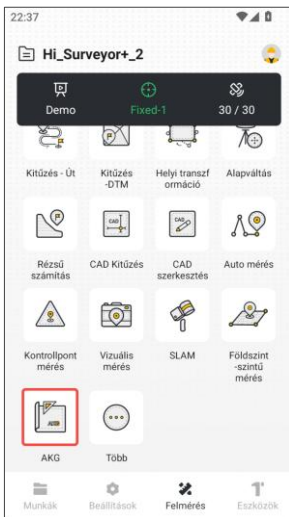 22:37
Hi_Surveyor+_2
Demo
Fixed-1
30 / 30
Kitűzés - Út
Kitűzés
-DTM
Helyi transzf
ormáció
Alapváltás
Rézsű
számítás
CAD Kitűzés
CAD
szerkesztés
Auto mérés
Kontrollpont
mérés
Vizuális
mérés
SLAM
Földszint
-szintű
mérés
AKG
Több
Munkák
Beállítások
Felmérés
Eszközök